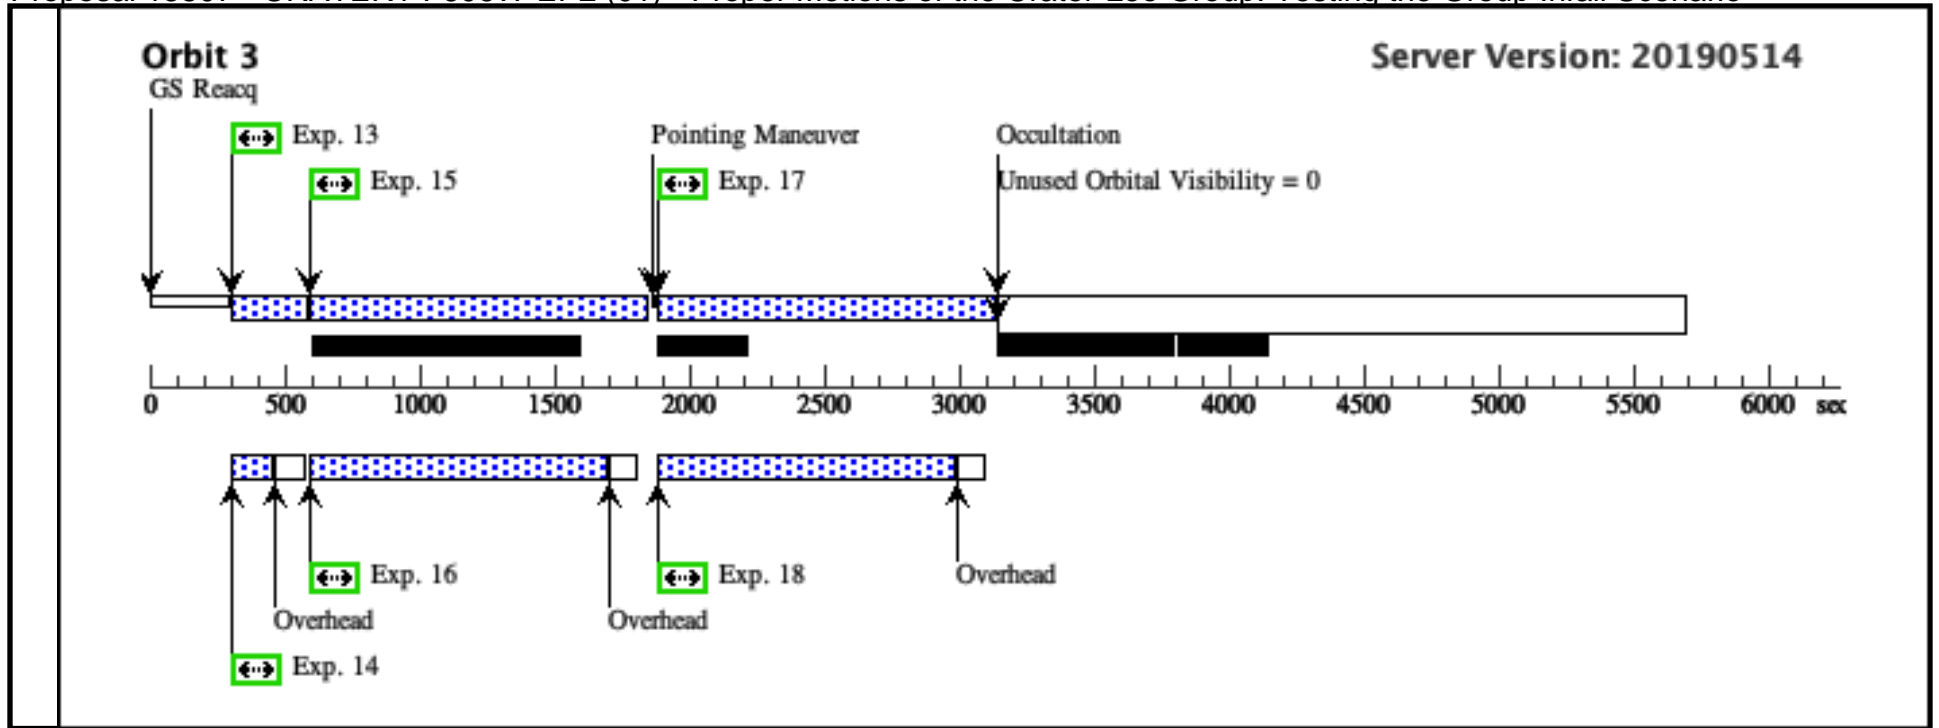 Orbit 3
Server Version: 20190514
GS Reacq
Exp. 13
Pointing Maneuver
Occultation
Exp. 15
Exp. 17
Unused Orbital Visibility = 0
0 500 1000 1500 2000 2500 3000 3500 4000 4500 5000 5500 6000 sec
Exp. 16
Exp. 18
Overhead
Overhead
Overhead
Exp. 14